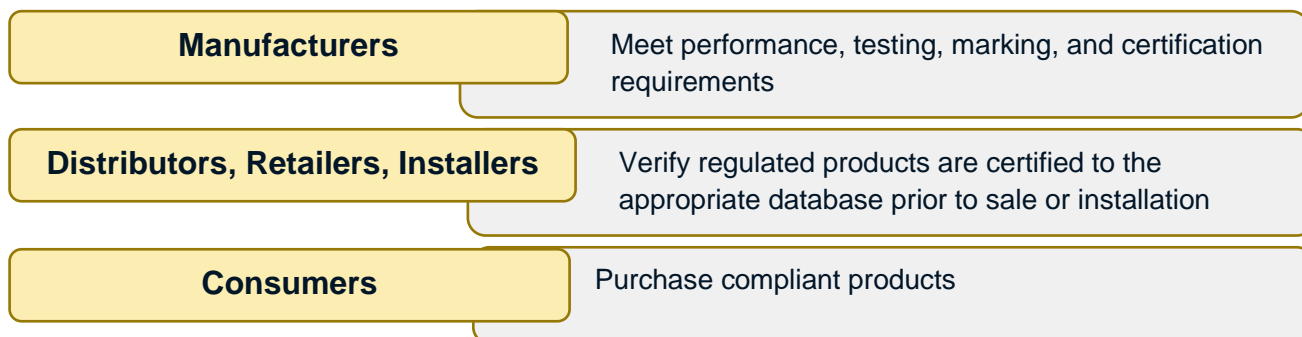 Manufacturers
Meet performance, testing, marking, and certification
requirements
Distributors, Retailers, Installers
Verify regulated products are certified to the
appropriate database prior to sale or installation
Consumers
Purchase compliant products